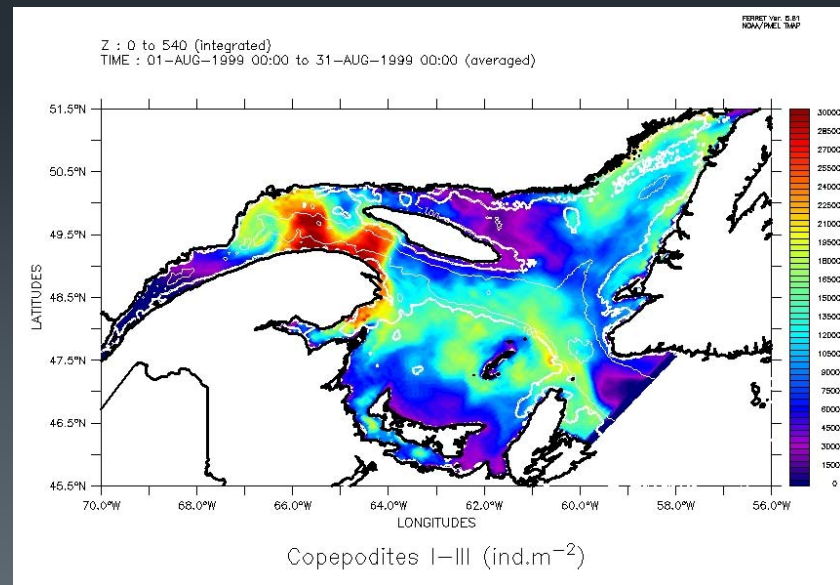 FERRET Ver. 5.81
NOAA/PMEL TMAP
Z : 0 to 540 (integrated)
TIME : 01-AUG-1999 00:00 to 31-AUG-1999 00:00 (averaged)
51.5°N
50.5°N
49.5°N
48.5°N
47.5°N
46.5°N
45.5°N
LATITUDES
70.0°W 68.0°W 66.0°W 64.0°W 62.0°W 60.0°W 58.0°W 56.0°W
LONGITUDES
30000
28500
27000
25500
24000
22500
21000
19500
18000
16500
15000
13500
12000
10500
9000
7500
6000
4500
3000
1500
0
Copepodites I–III (ind.m⁻²)